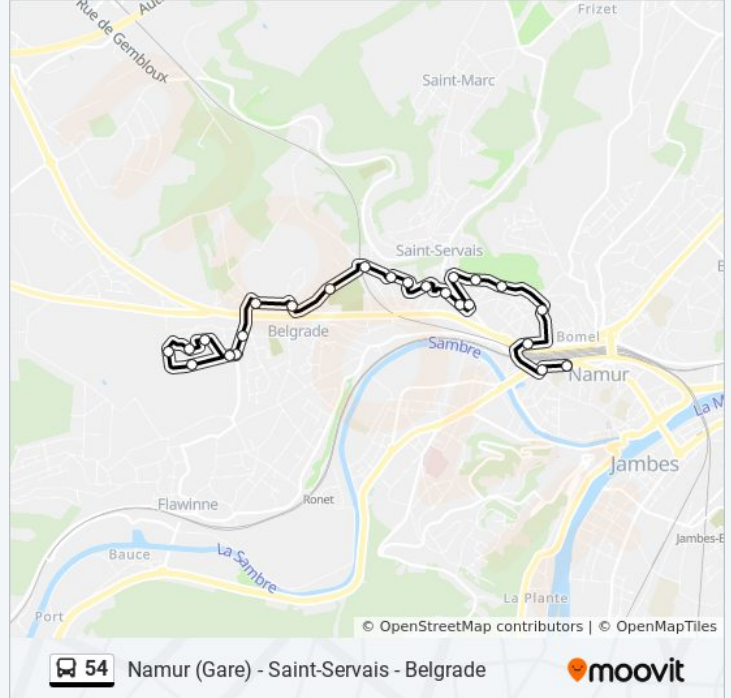 Frizet
Aut
Rue de Gembloux
Saint-Marc
Saint-Servais
E
Belgrade
Bomel
Sambre
Namur
La M
Jambes
Flawinne
Ronet
Jambes-E
Bauce
La Sambre
La Plante
Port
© OpenStreetMap contributors | © OpenMapTiles
54 Namur (Gare) - Saint-Servais - Belgrade
moovit